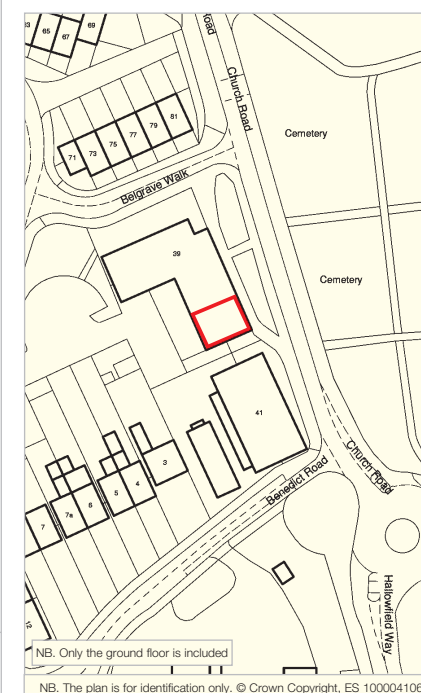 63
65
67
69
Road
Church Road
Cemetery
71
73
75
77
79
81
Belgrave Walk
39
Cemetery
41
3
4
5
6
7a
7
Church Road
Benedict Road
Hallowfield Way
12
NB. Only the ground floor is included
NB. The plan is for identification only. © Crown Copyright, ES 100004106